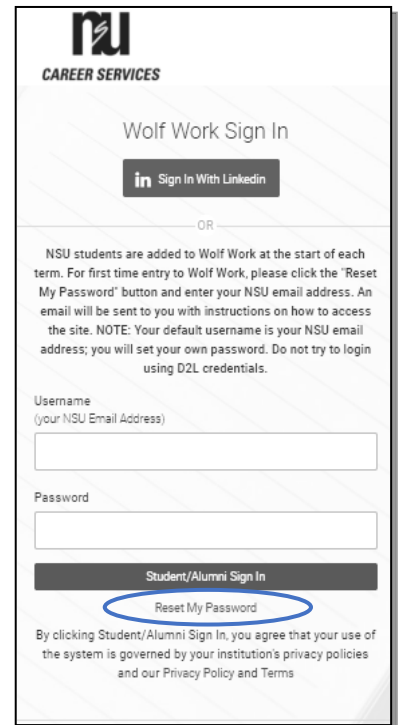 nsu
CAREER SERVICES
Wolf Work Sign In
in Sign In With Linkedin
OR
NSU students are added to Wolf Work at the start of each
term. For first time entry to Wolf Work, please click the "Reset
My Password" button and enter your NSU email address. An
email will be sent to you with instructions on how to access
the site. NOTE: Your default username is your NSU email
address; you will set your own password. Do not try to login
using D2L credentials.
Username
(your NSU Email Address)
Password
Student/Alumni Sign In
Reset My Password
By clicking Student/Alumni Sign In, you agree that your use of
the system is governed by your institution's privacy policies
and our Privacy Policy and Terms